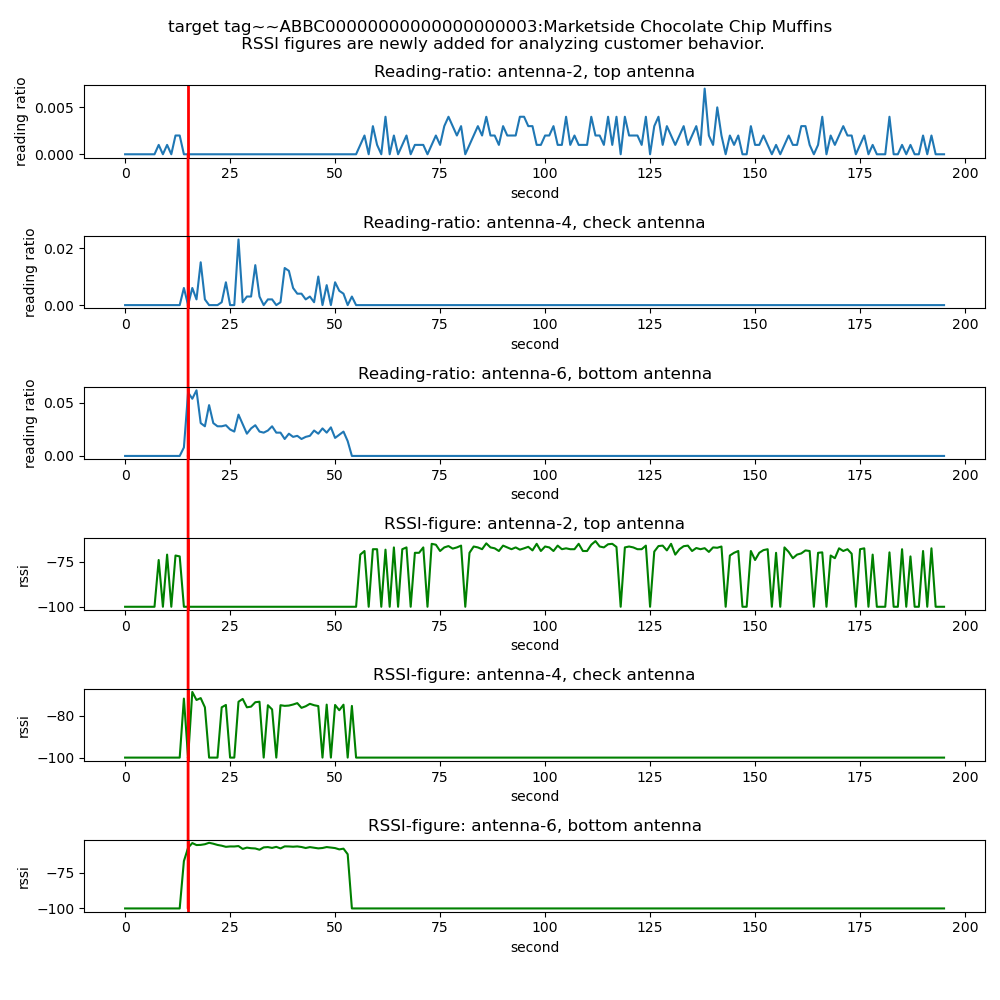 target tag~~ABBC00000000000000000003:Marketside Chocolate Chip Muffins
RSSI figures are newly added for analyzing customer behavior.
Reading-ratio: antenna-2, top antenna
reading ratio
0.005
0.000
0 25 50 75 100 125 150 175 200
second
Reading-ratio: antenna-4, check antenna
reading ratio
0.02
0.00
0 25 50 75 100 125 150 175 200
second
Reading-ratio: antenna-6, bottom antenna
reading ratio
0.05
0.00
0 25 50 75 100 125 150 175 200
second
RSSI-figure: antenna-2, top antenna
rssi
−75
−100
0 25 50 75 100 125 150 175 200
second
RSSI-figure: antenna-4, check antenna
rssi
−80
−100
0 25 50 75 100 125 150 175 200
second
RSSI-figure: antenna-6, bottom antenna
rssi
−75
−100
0 25 50 75 100 125 150 175 200
second